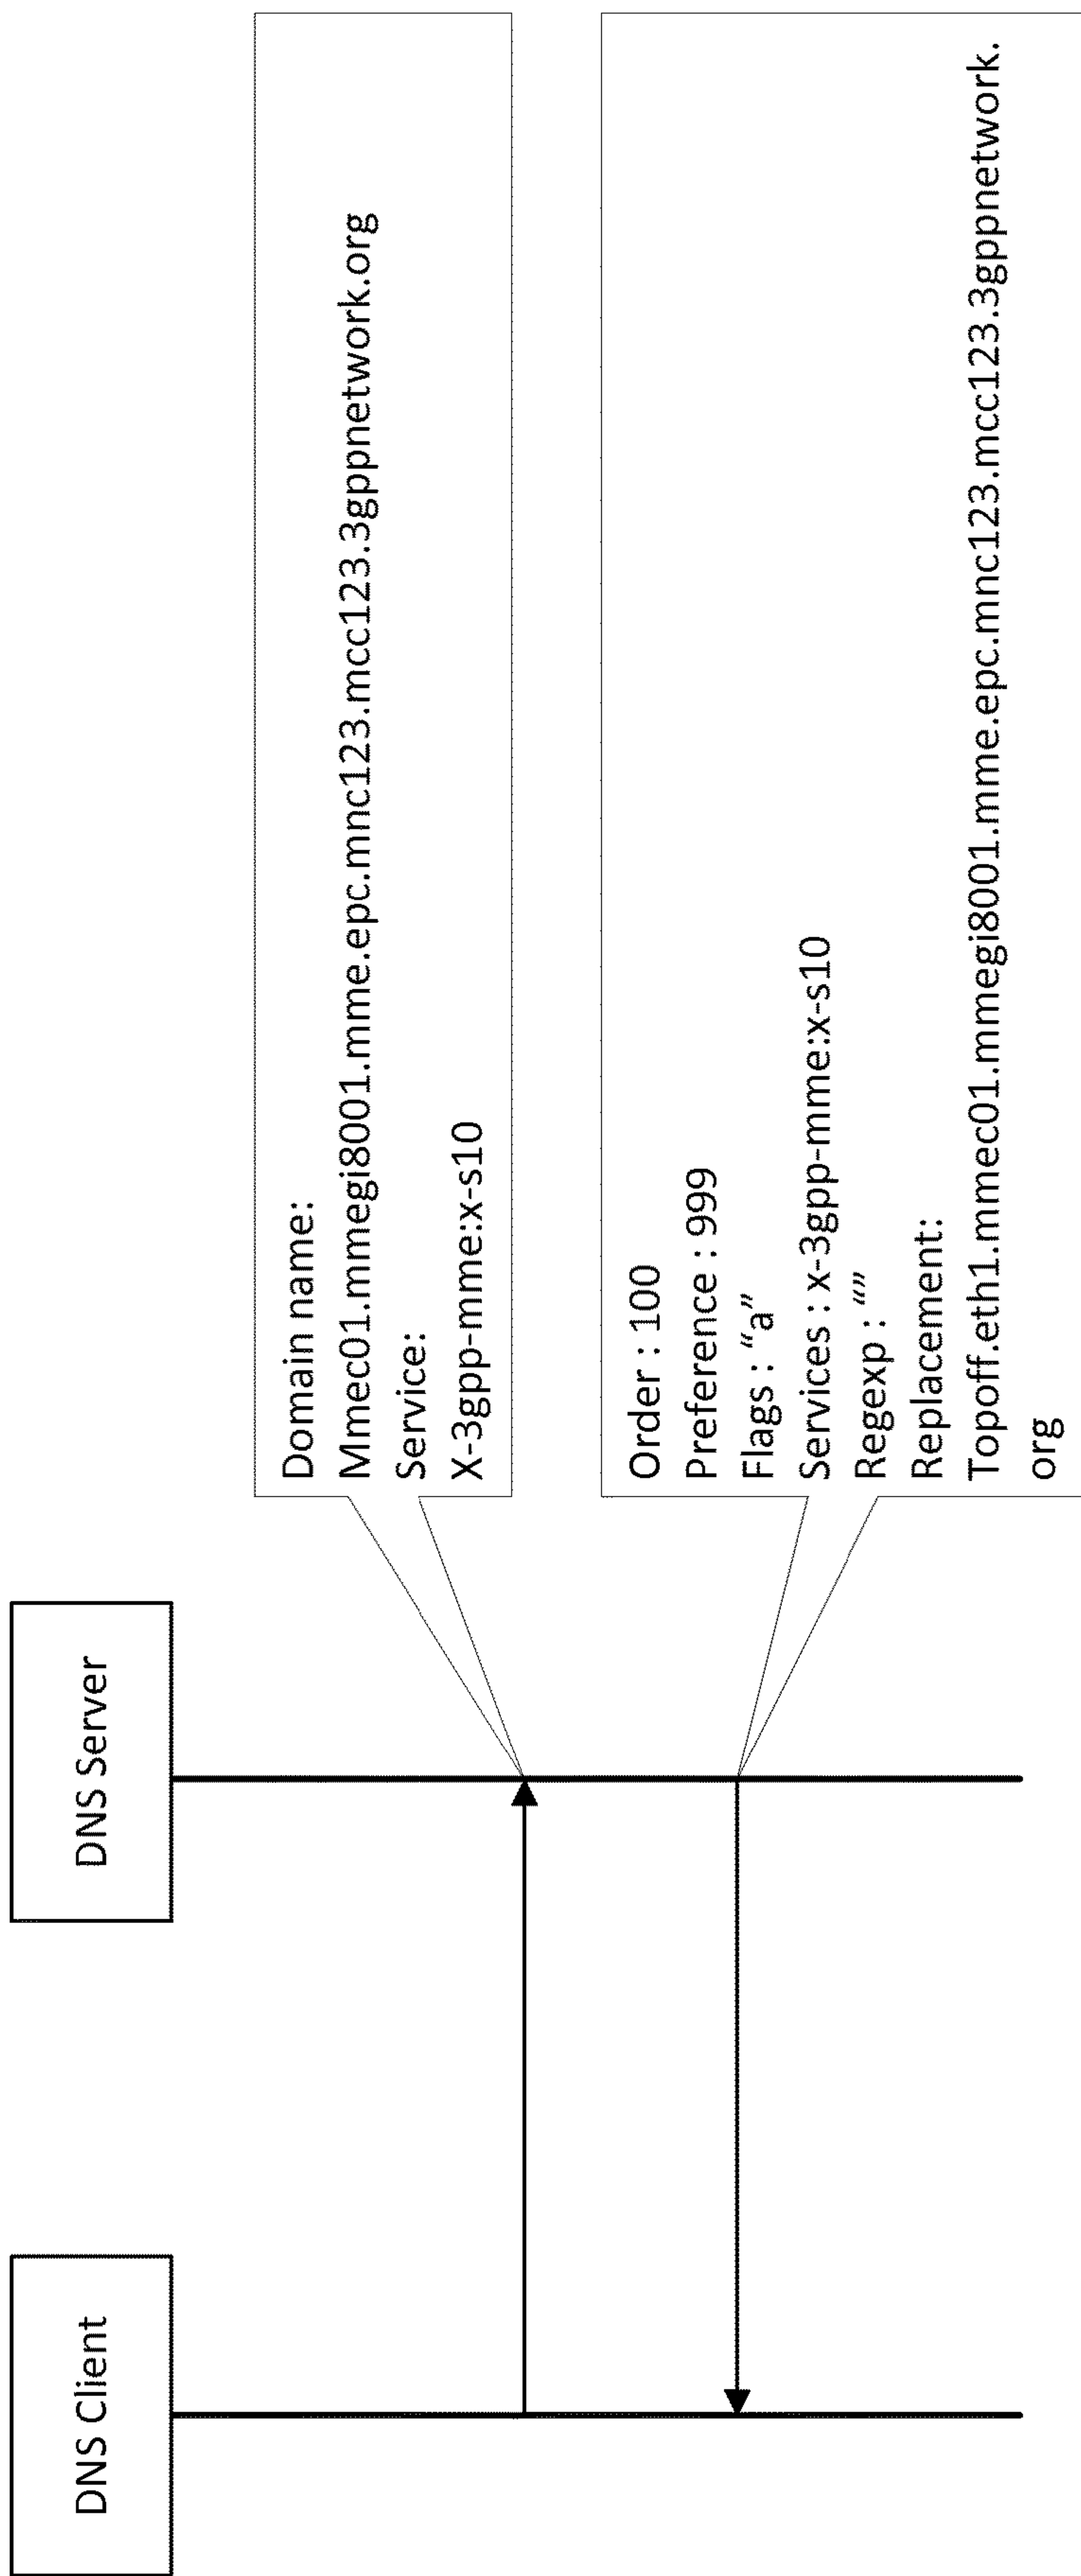 DNS Client
DNS Server
Domain name:
Mmec01.mmegi8001.mme.epc.mnc123.mcc123.3gppnetwork.org
Service:
X-3gpp-mme:x-s10
Order : 100
Preference : 999
Flags : “a”
Services : x-3gpp-mme:x-s10
Regexp : “”
Replacement:
Topoff.eth1.mmec01.mmegi8001.mme.epc.mnc123.mcc123.3gppnetwork.
org